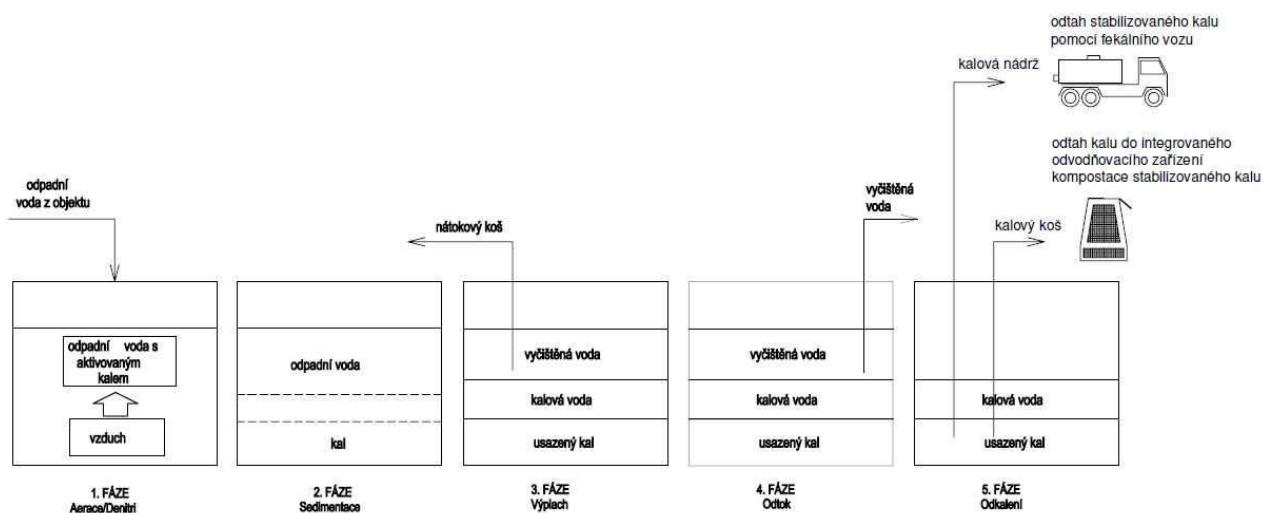 odtah stabilizovaného kalu
pomocí fekálního vozu
kalová nádrž
odtah kalu do integrovaného
odvodňovacího zařízení
kompostace stabilizovaného kalu
kalový koš
odpadní
voda z objektu
nátokový koš
vyčištěná
voda
odpadní voda s
aktivovaným
kalem
vzduch
odpadní voda
kal
vyčištěná voda
kalová voda
usazený kal
vyčištěná voda
kalová voda
usazený kal
kalová voda
usazený kal
1. FÁZE
Aerace/Denitri
2. FÁZE
Sedimentace
3. FÁZE
Výplach
4. FÁZE
Odtok
5. FÁZE
Odkalení